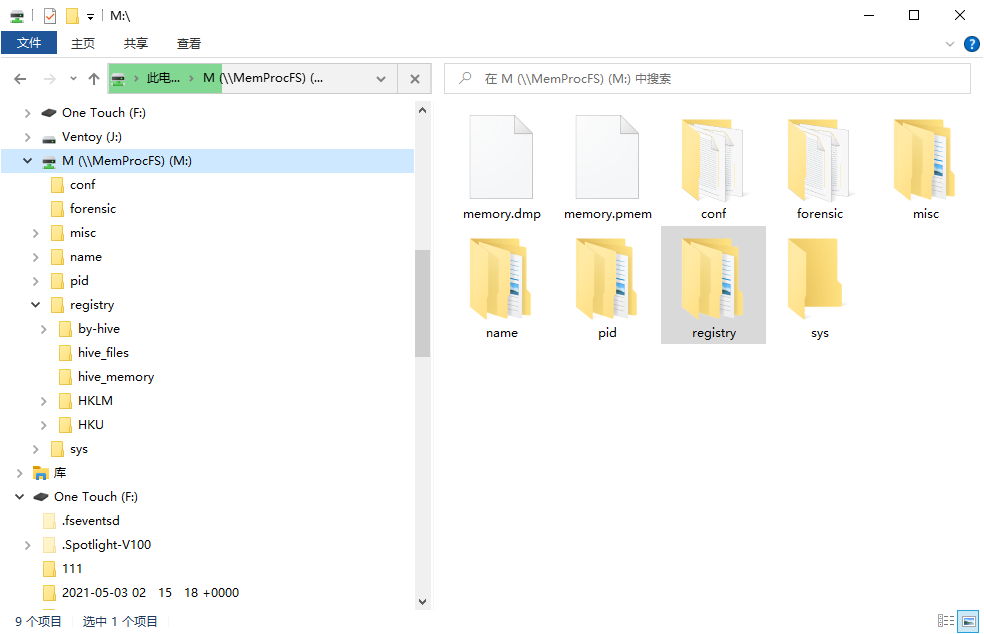 M:\
文件 主页 共享 查看
此电... M (\\MemProcFS) (... 在 M (\\MemProcFS) (M:) 中搜索
One Touch (F:)
Ventoy (J:)
M (\\MemProcFS) (M:)
conf
forensic
misc
name
pid
registry
by-hive
hive_files
hive_memory
HKLM
HKU
sys
库
One Touch (F:)
.fseventsd
.Spotlight-V100
111
2021-05-03 02 15 18 +0000
memory.dmp memory.pmem conf forensic misc
name pid registry sys
9 个项目 选中 1 个项目